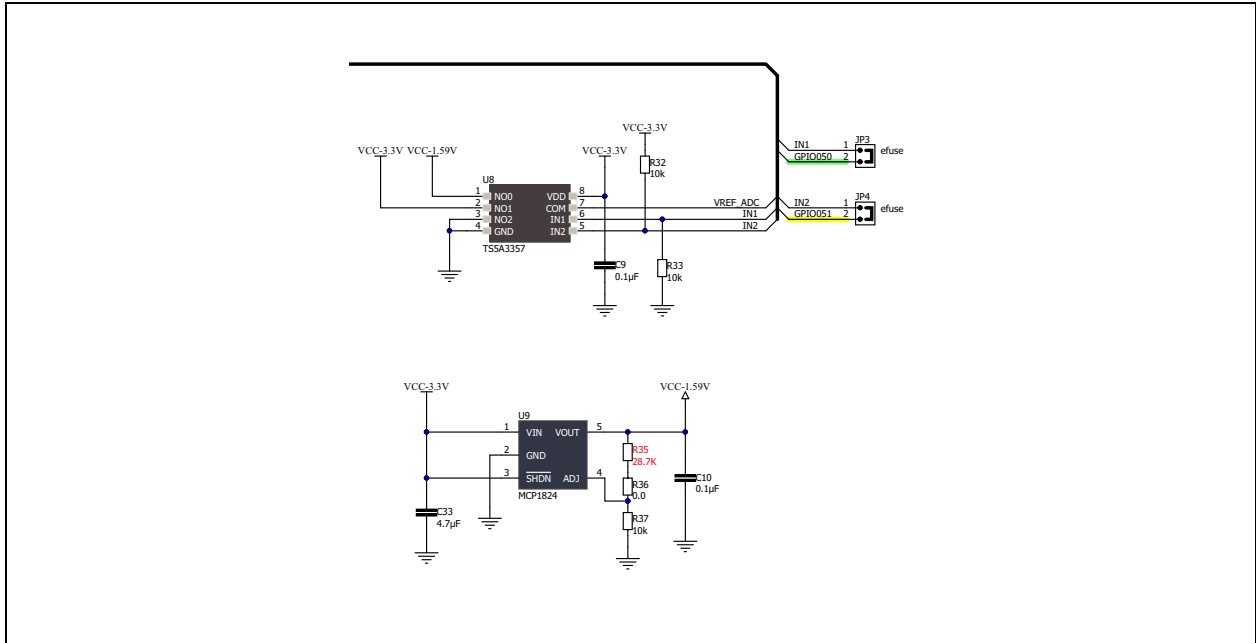 VCC-3.3V
VCC-3.3V VCC-1.59V VCC-3.3V
R32
10k
U8
1 NO0 VDD 8
2 NO1 COM 7 VREF_ADC
3 NO2 IN1 6 IN1
4 GND IN2 5 IN2
TS5A3357
C9
0.1µF
R33
10k
JP3
IN1 1 efuse
GPIO050 2
JP4
IN2 1 efuse
GPIO051 2
VCC-3.3V VCC-1.59V
U9
1 VIN VOUT 5
2 GND
3 SHDN ADJ 4
MCP1824
R35
28.7K
R36
0.0
R37
10k
C10
0.1µF
C33
4.7µF